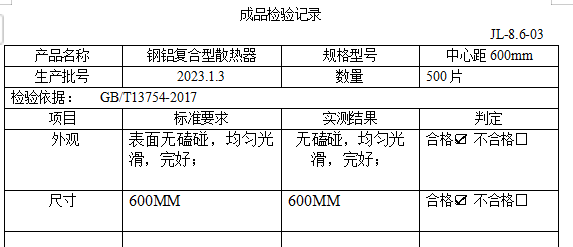 成品检验记录
JL-8.6-03
产品名称 钢铝复合型散热器 规格型号 中心距 600mm
生产批号 2023.1.3 数量 500 片
检验依据： GB/T13754-2017
项目 标准要求 实测结果 判定
外观 表面无磕碰，均匀光 无磕碰，均匀光 合格☑ 不合格☐
滑，完好； 滑，完好；
尺寸 600MM 600MM 合格☑ 不合格☐